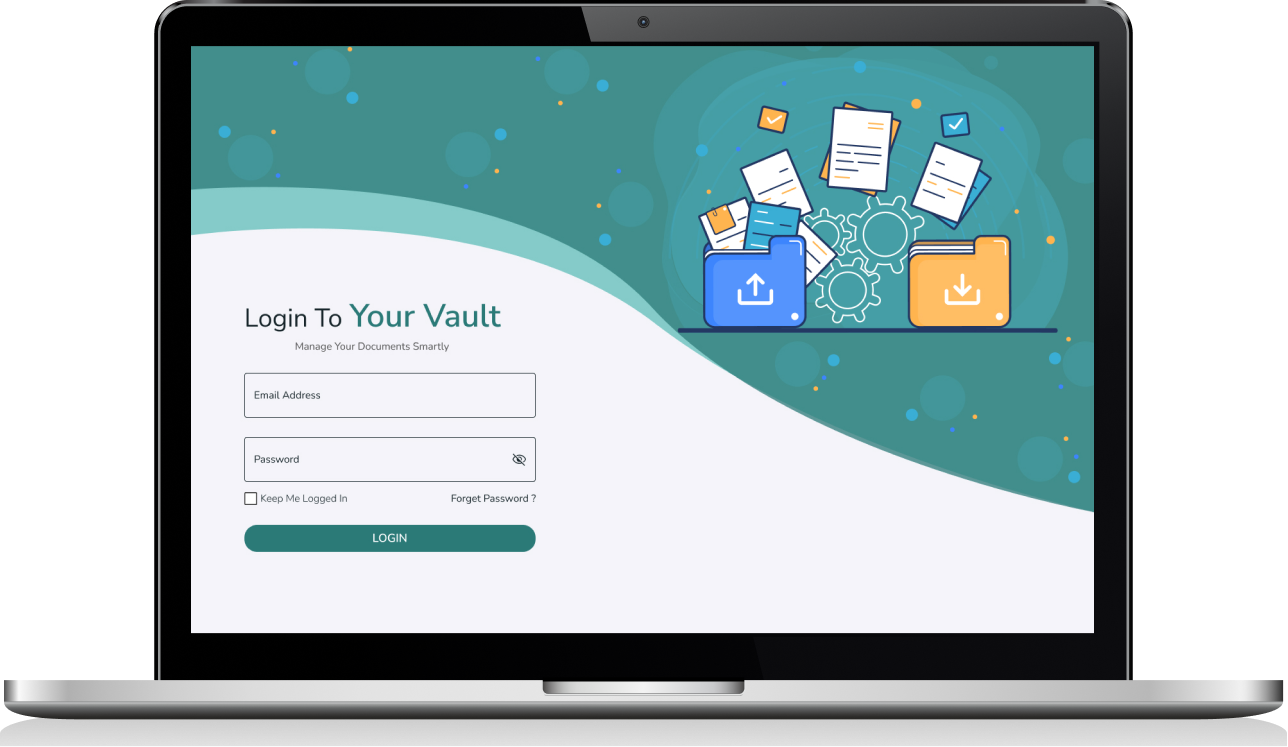 Login To Your Vault
Manage Your Documents Smartly
Email Address
Password
Keep Me Logged In
Forget Password ?
LOGIN